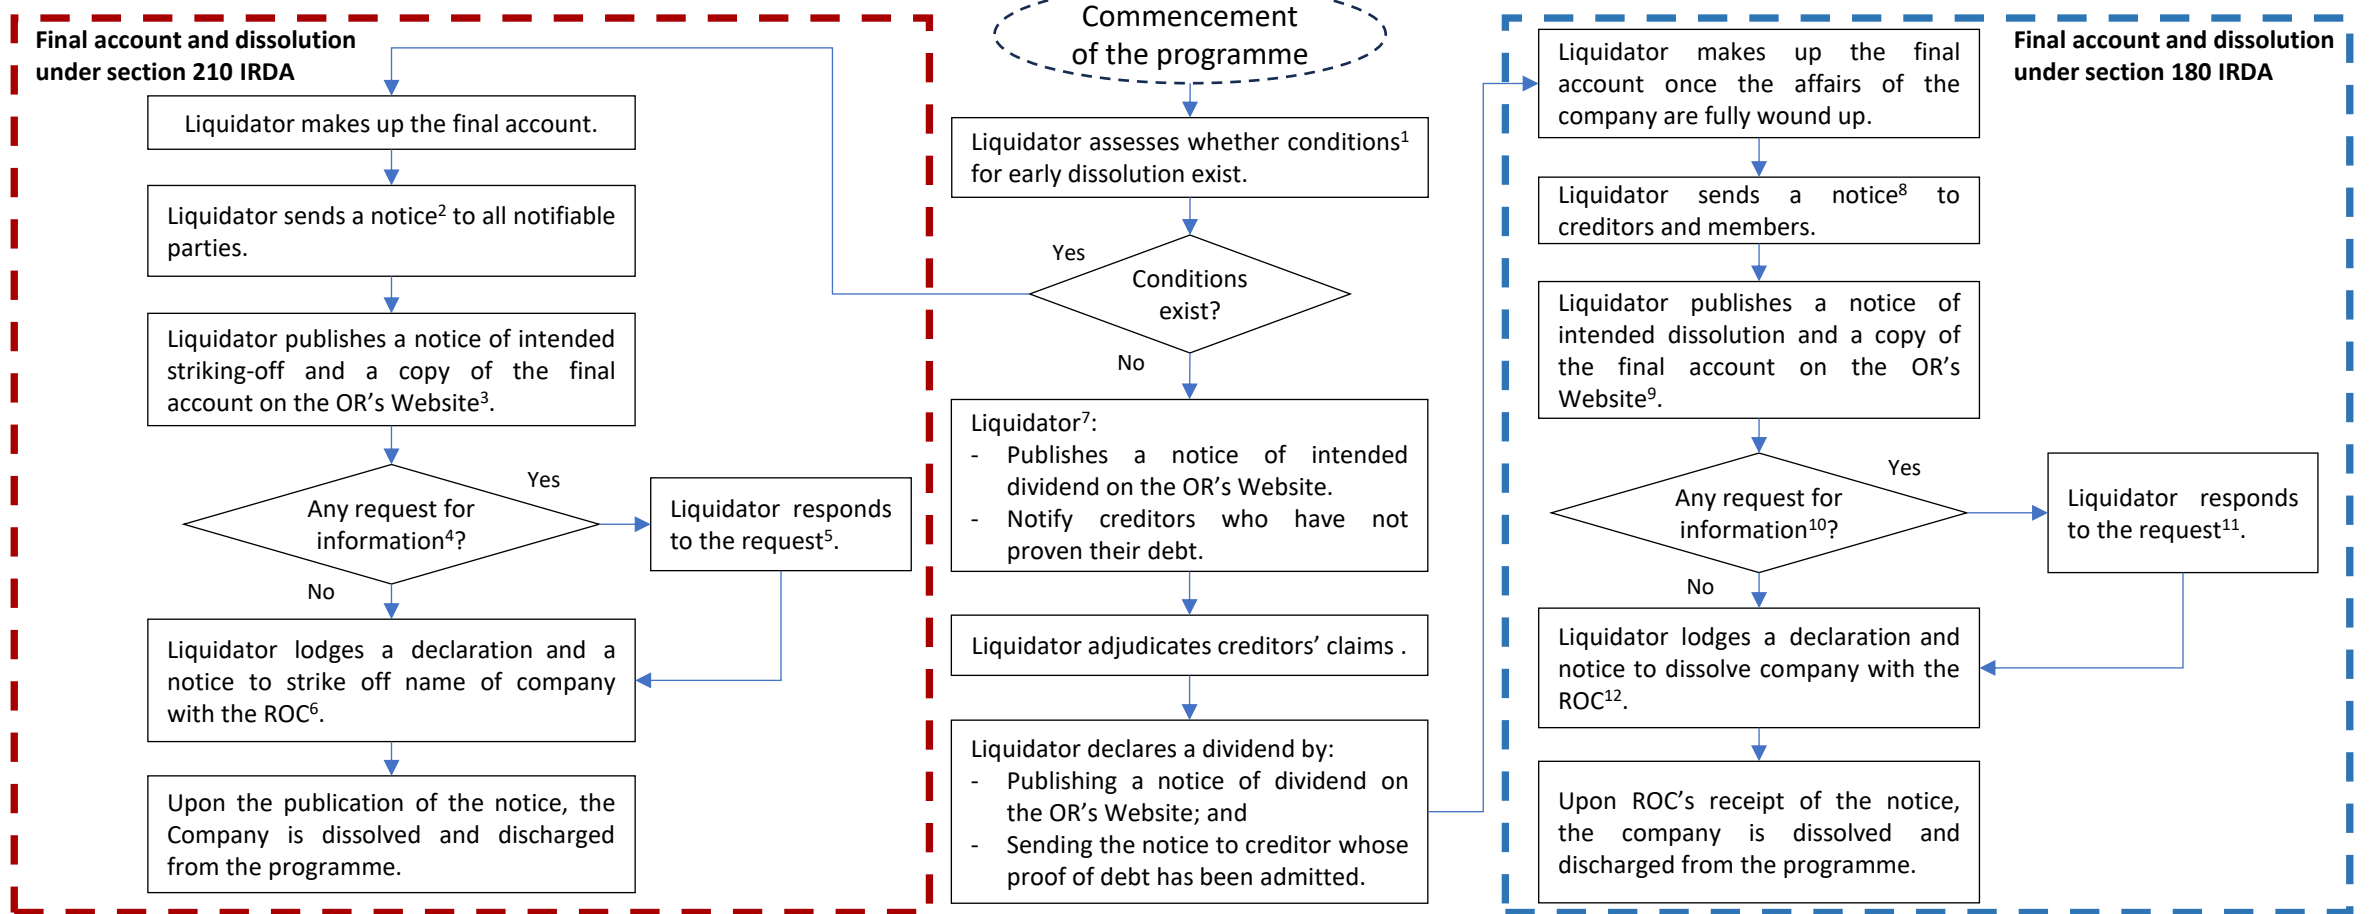 Final account and dissolution
under section 210 IRDA
Liquidator makes up the final account.
Liquidator sends a notice² to all notifiable
parties.
Liquidator publishes a notice of intended
striking-off and a copy of the final
account on the OR’s Website³.
Any request for
information⁴?
Yes
Liquidator responds
to the request⁵.
No
Liquidator lodges a declaration and a
notice to strike off name of company
with the ROC⁶.
Upon the publication of the notice, the
Company is dissolved and discharged
from the programme.
Commencement
of the programme
Liquidator assesses whether conditions¹
for early dissolution exist.
Yes
Conditions
exist?
No
Liquidator⁷:
- Publishes a notice of intended
dividend on the OR’s Website.
- Notify creditors who have not
proven their debt.
Liquidator adjudicates creditors’ claims .
Liquidator declares a dividend by:
- Publishing a notice of dividend on
the OR’s Website; and
- Sending the notice to creditor whose
proof of debt has been admitted.
Final account and dissolution
under section 180 IRDA
Liquidator makes up the final
account once the affairs of the
company are fully wound up.
Liquidator sends a notice⁸ to
creditors and members.
Liquidator publishes a notice of
intended dissolution and a copy of
the final account on the OR’s
Website⁹.
Any request for
information¹⁰?
Yes
Liquidator responds
to the request¹¹.
No
Liquidator lodges a declaration and
notice to dissolve company with the
ROC¹².
Upon ROC’s receipt of the notice,
the company is dissolved and
discharged from the programme.